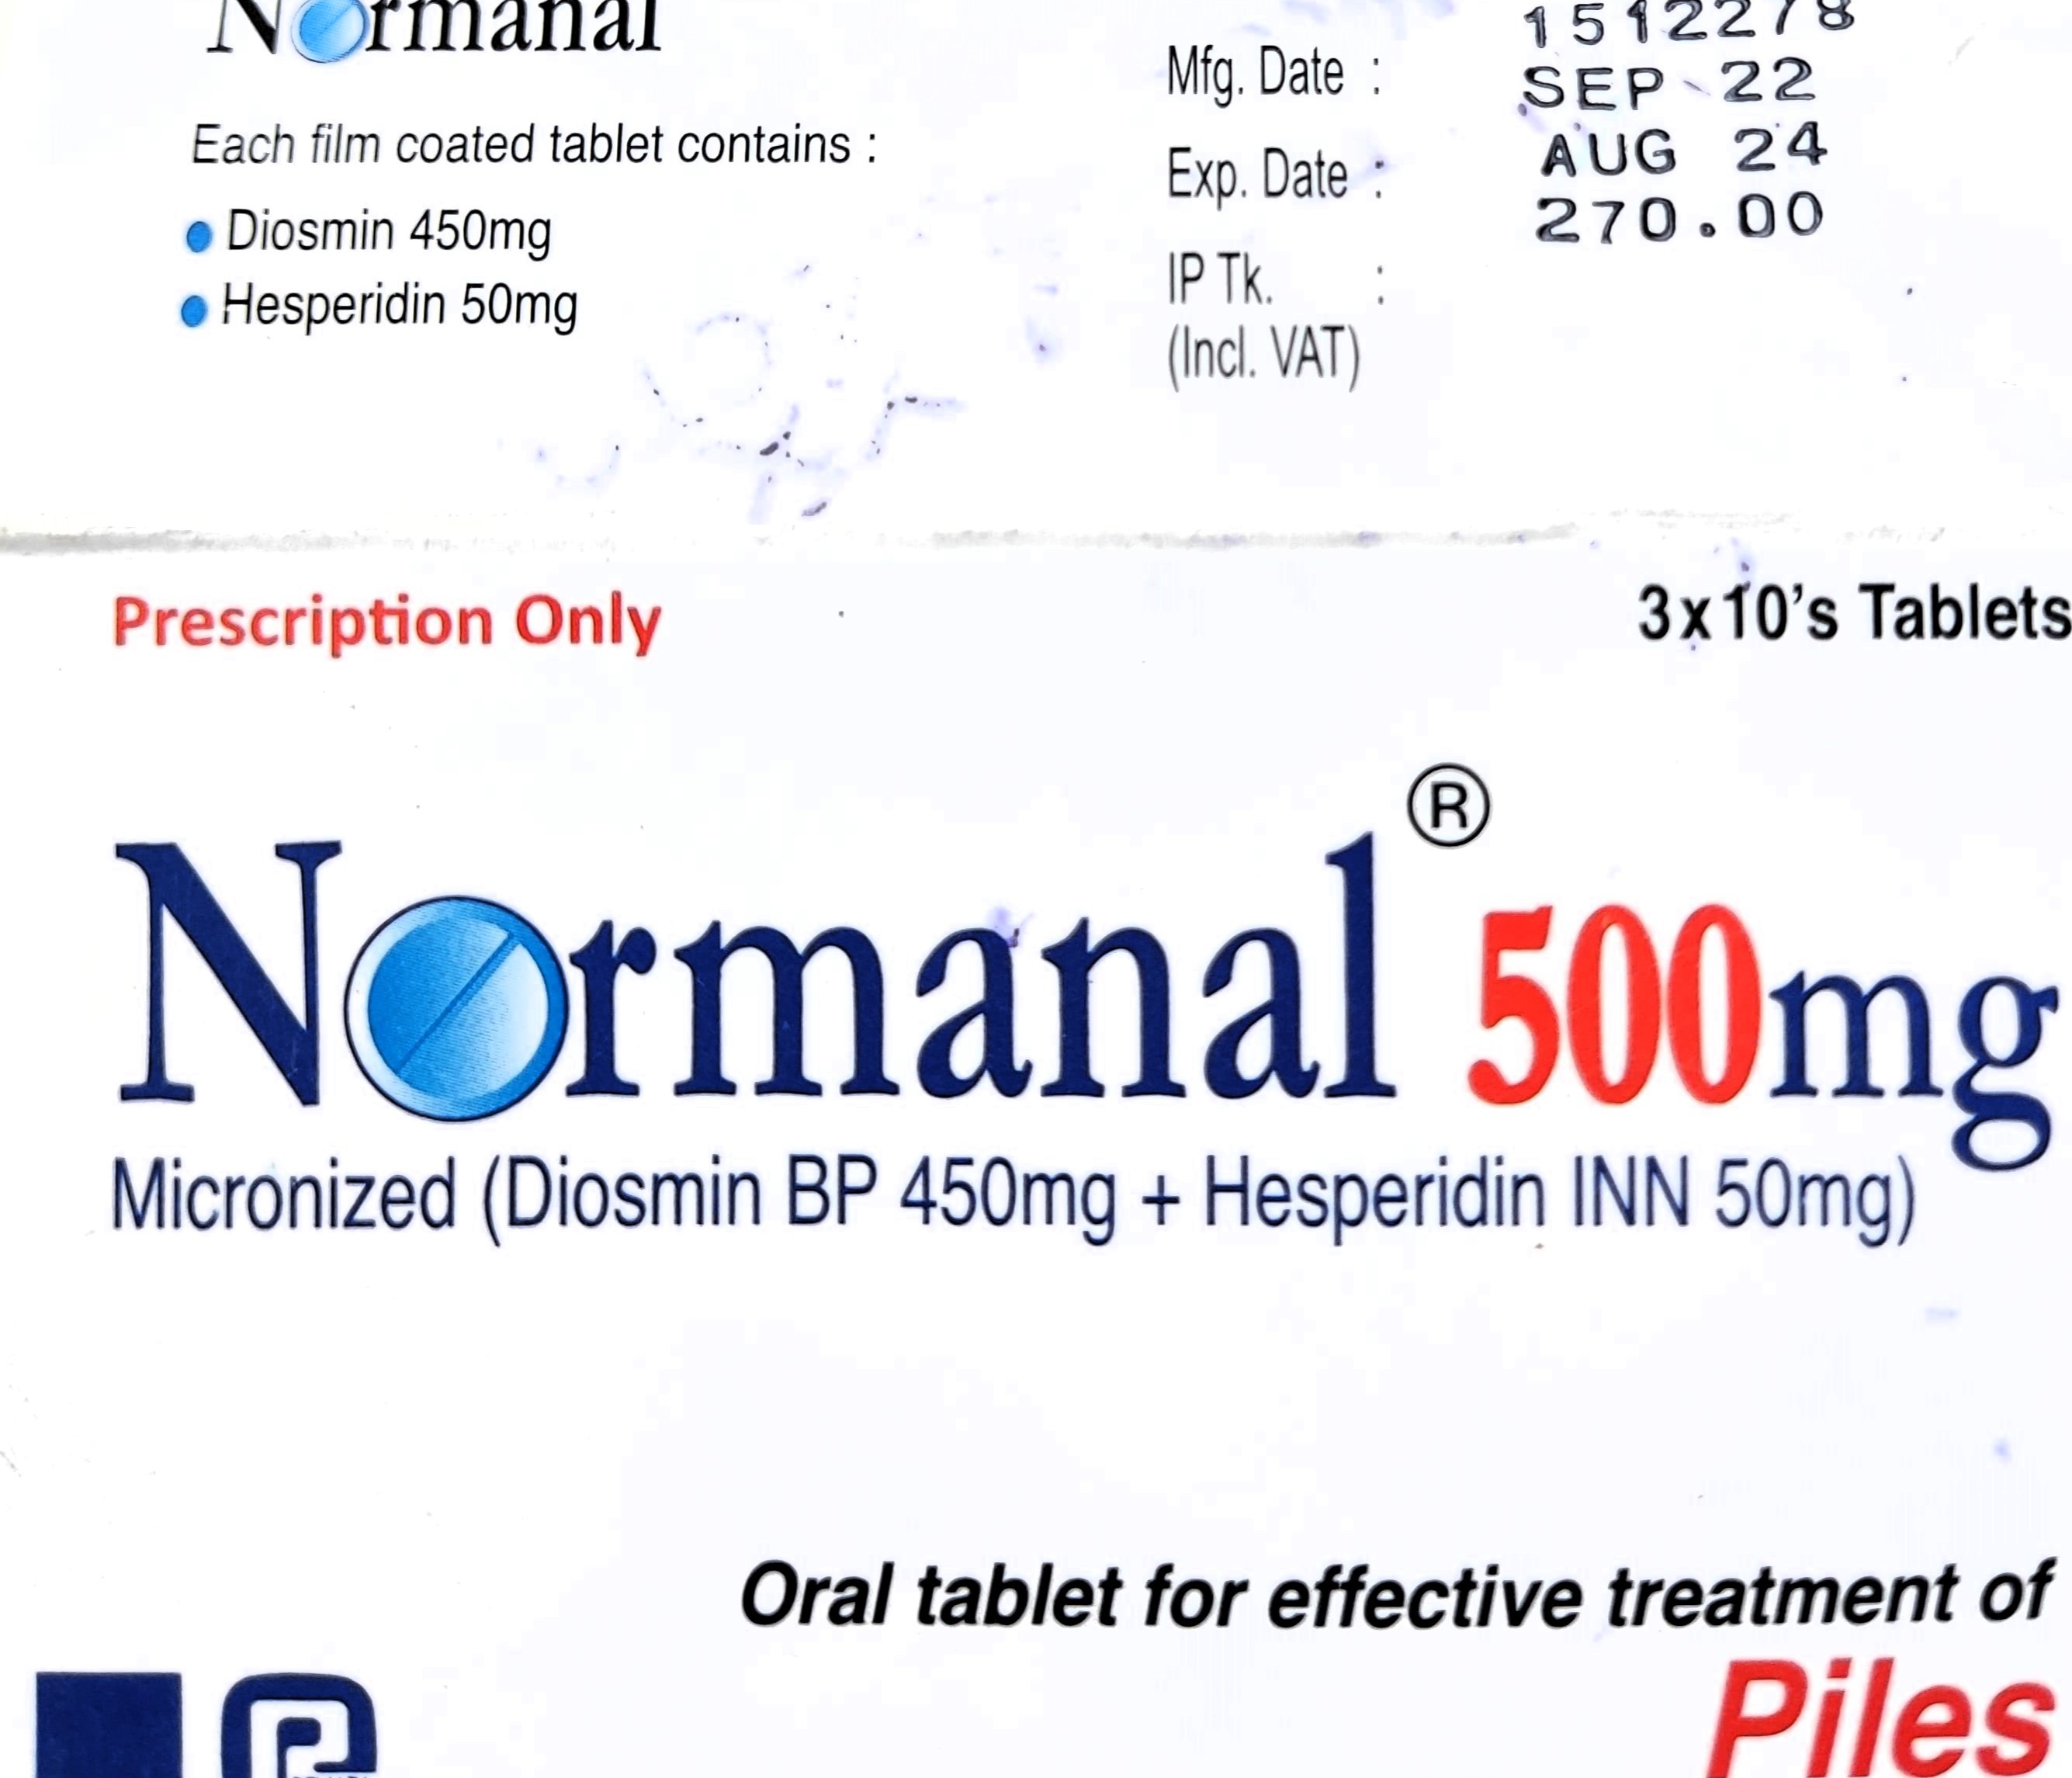 Normanal
1512278
Mfg. Date : SEP 22
Each film coated tablet contains :
Exp. Date : AUG 24
Diosmin 450mg
IP Tk. : 270.00
(Incl. VAT)
Hesperidin 50mg
Prescription Only
3x10's Tablets
Normanal® 500mg
Micronized (Diosmin BP 450mg + Hesperidin INN 50mg)
Oral tablet for effective treatment of
Piles